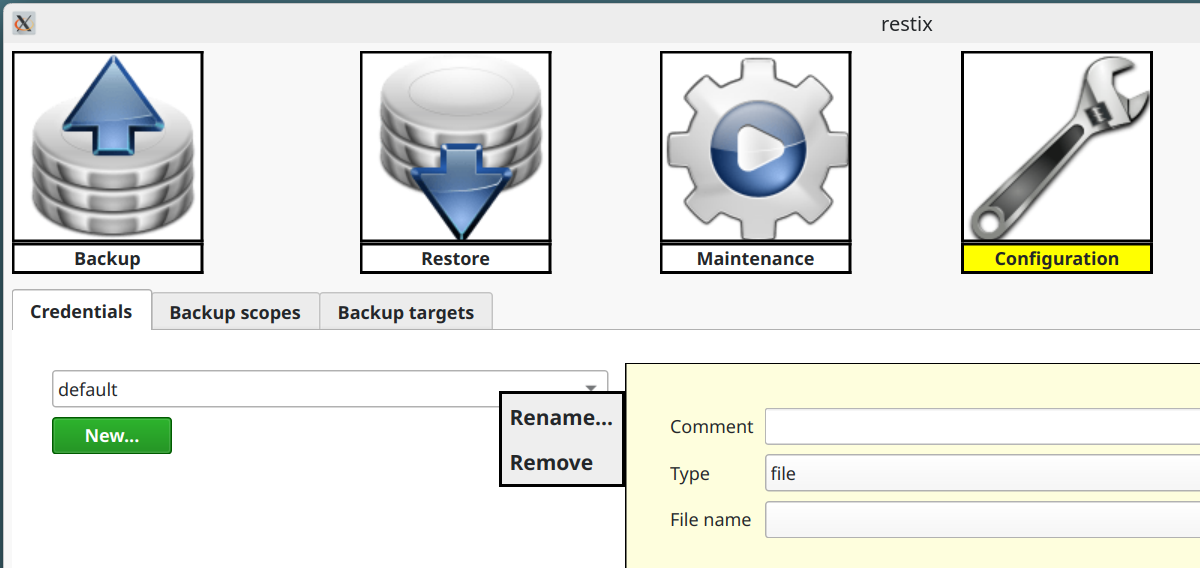 restix
Backup
Restore
Maintenance
Configuration
Credentials
Backup scopes
Backup targets
default
New...
Rename...
Remove
Comment
Type
file
File name